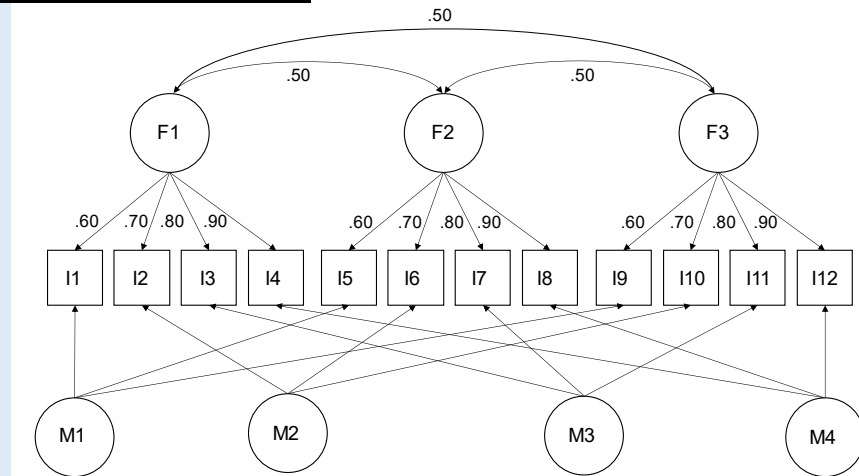 .50
.50 .50
F1 F2 F3
.60 .70 .80 .90 .60 .70 .80 .90 .60 .70 .80 .90
I1 I2 I3 I4 I5 I6 I7 I8 I9 I10 I11 I12
M1 M2 M3 M4